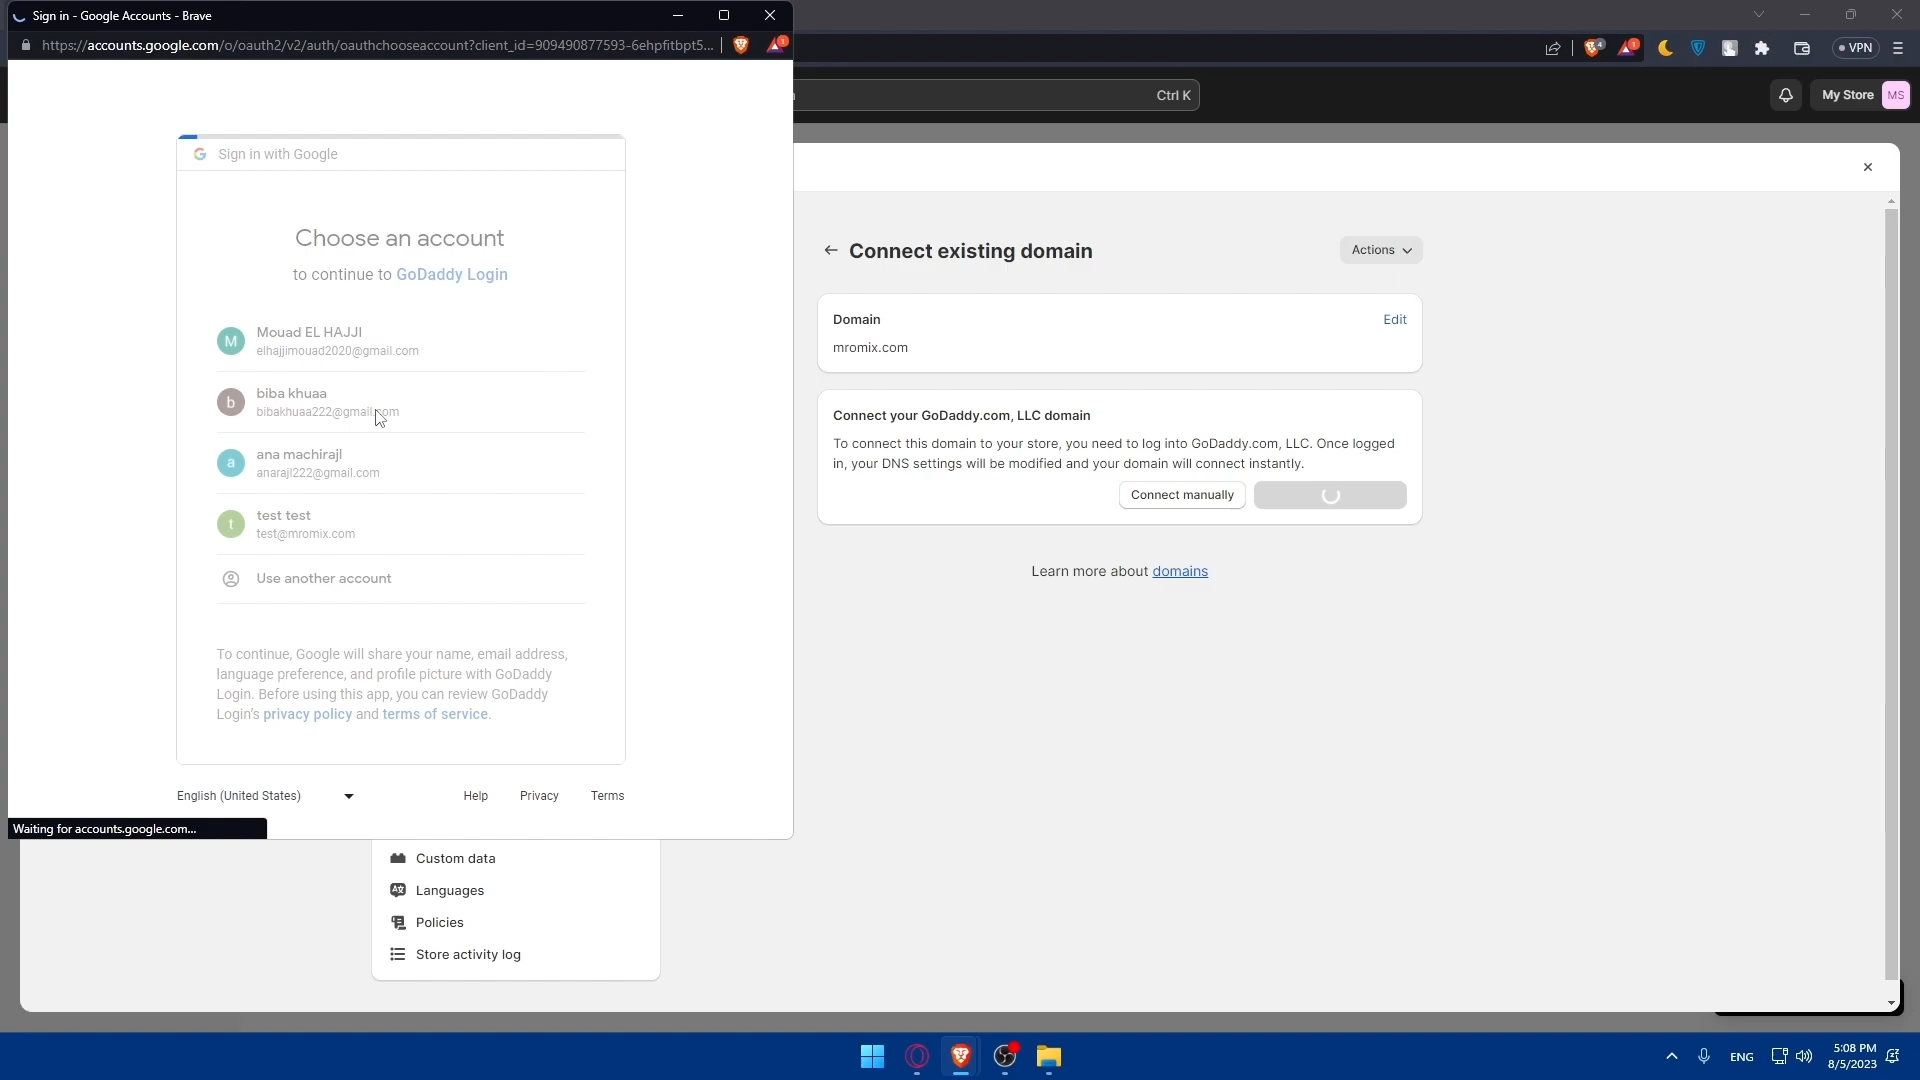 Sign in - Google Accounts - Brave
https://accounts.google.com/o/oauth2/v2/auth/oauthchooseaccount?client_id=909490877593-6ehpfitbpt5...
1
4
1
VPN
Ctrl K
My Store
MS
Sign in with Google
Choose an account
to continue to GoDaddy Login
M
Mouad EL HAJJI
elhajjimouad2020@gmail.com
b
biba khuaa
bibakhuaa222@gmail.com
a
ana machirajl
anarajl222@gmail.com
t
test test
test@mromix.com
Use another account
To continue, Google will share your name, email address,
language preference, and profile picture with GoDaddy
Login. Before using this app, you can review GoDaddy
Login's privacy policy and terms of service.
English (United States)
Help
Privacy
Terms
Waiting for accounts.google.com...
Connect existing domain
Actions
Domain
Edit
mromix.com
Connect your GoDaddy.com, LLC domain
To connect this domain to your store, you need to log into GoDaddy.com, LLC. Once logged
in, your DNS settings will be modified and your domain will connect instantly.
Connect manually
Learn more about domains
Custom data
Languages
Policies
Store activity log
ENG
5:08 PM
8/5/2023